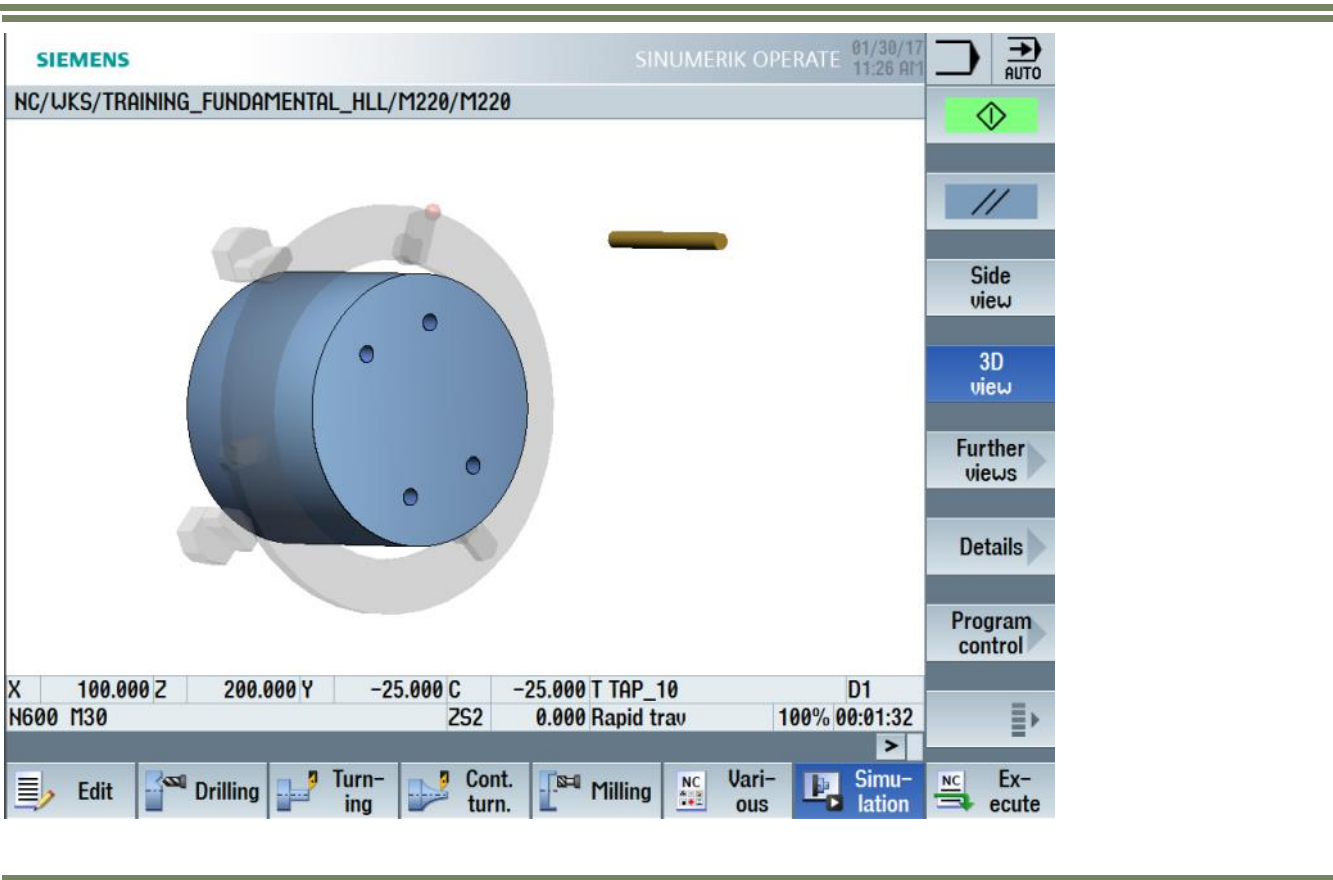 SIEMENS
SINUMERIK OPERATE
01/30/17
11:26 AM
AUTO
NC/WKS/TRAINING_FUNDAMENTAL_HLL/M220/M220
Side
view
3D
view
Further
views
Details
Program
control
X 100.000 Z 200.000 Y -25.000 C -25.000 T TAP_10 D1
N600 M30 ZS2 0.000 Rapid trav 100% 00:01:32
>
Edit
Drilling
Turn-
ing
Cont.
turn.
Milling
NC
Vari-
ous
Simu-
lation
NC
Ex-
ecute